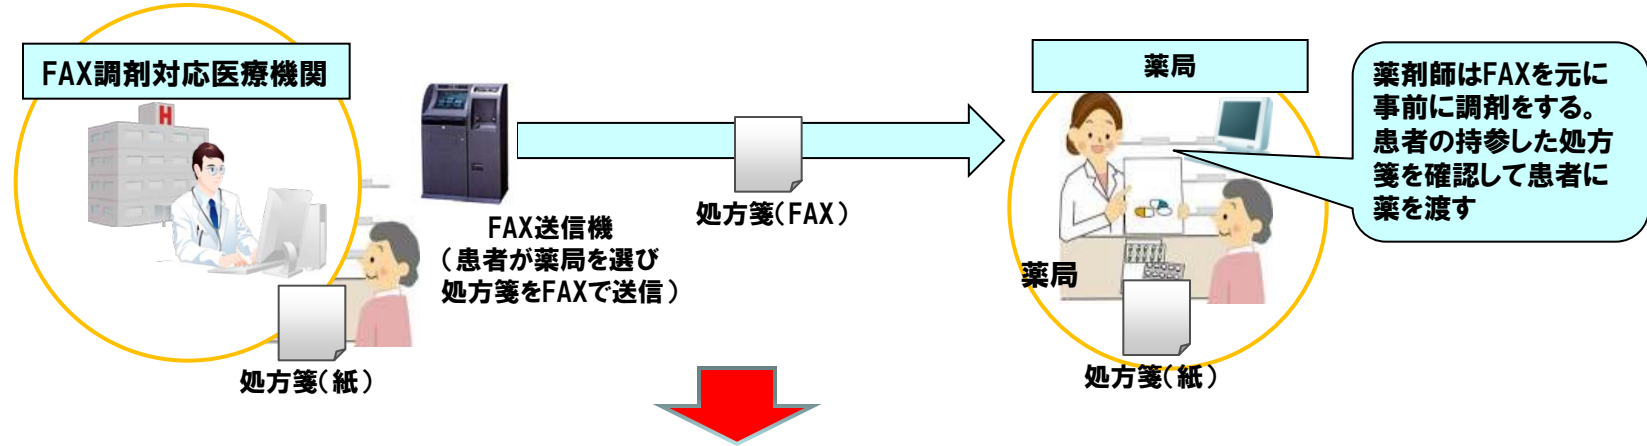 FAX調剤対応医療機関
H
処方箋(紙)
FAX送信機
(患者が薬局を選び
処方箋をFAXで送信)
処方箋(FAX)
薬局
薬局
処方箋(紙)
薬剤師はFAXを元に
事前に調剤をする。
患者の持参した処方
箋を確認して患者に
薬を渡す